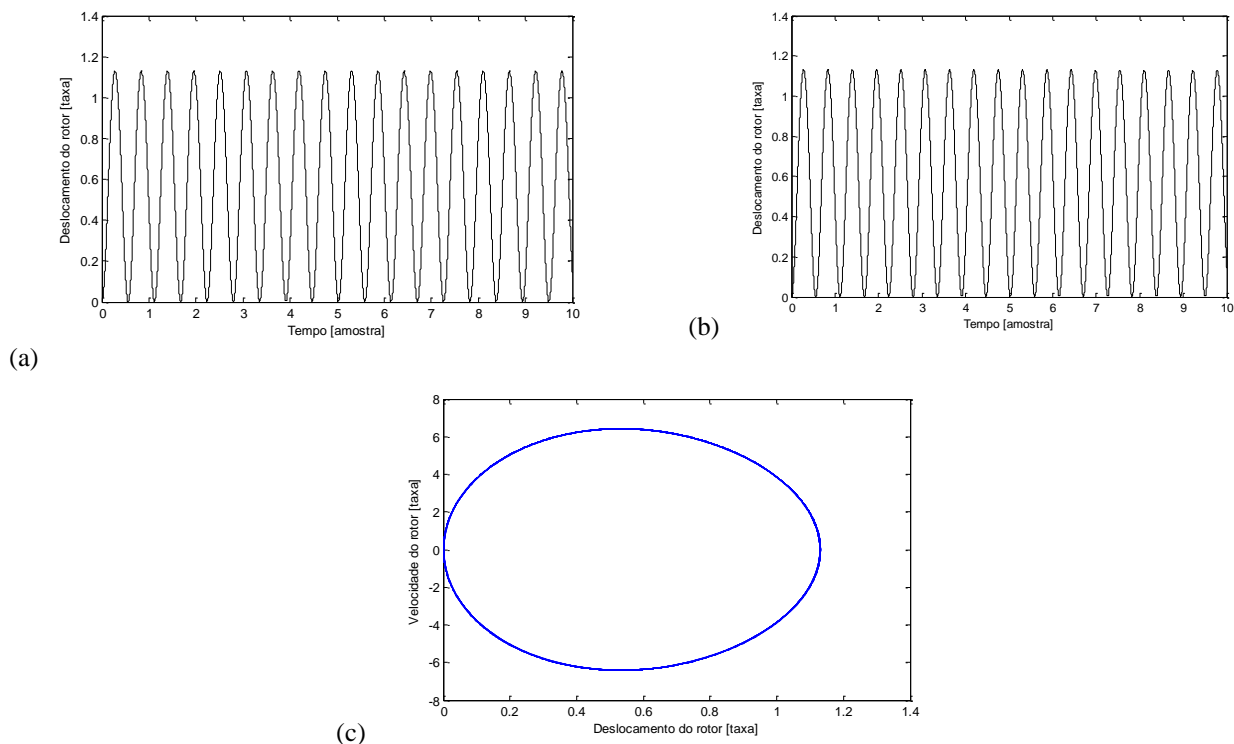 1.4
1.2
1
0.8
0.6
0.4
0.2
0
Deslocamento do rotor [taxa]
0 1 2 3 4 5 6 7 8 9 10
Tempo [amostra]
(a)
1.4
1.2
1
0.8
0.6
0.4
0.2
0
Deslocamento do rotor [taxa]
0 1 2 3 4 5 6 7 8 9 10
Tempo [amostra]
(b)
8
6
4
2
0
-2
-4
-6
-8
Velocidade do rotor [taxa]
0 0.2 0.4 0.6 0.8 1 1.2 1.4
Deslocamento do rotor [taxa]
(c)